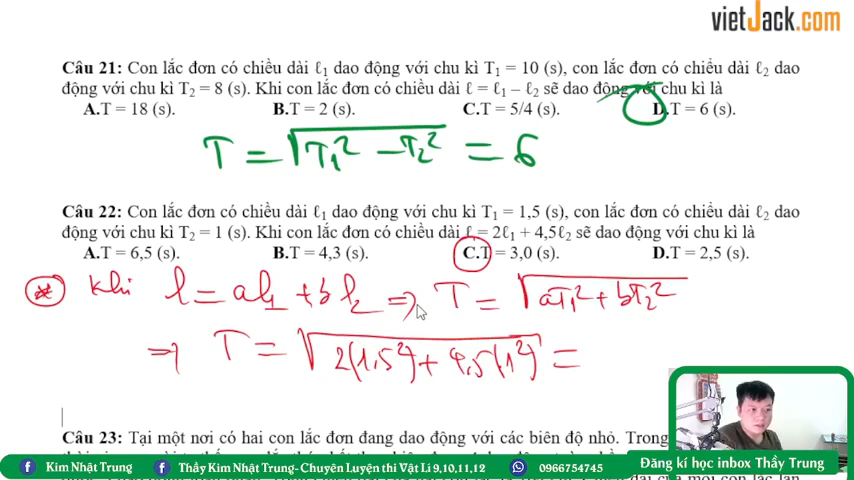 vietJack.com
Câu 21: Con lắc đơn có chiều dài ℓ₁ dao động với chu kì T₁ = 10 (s), con lắc đơn có chiều dài ℓ₂ dao
động với chu kì T₂ = 8 (s). Khi con lắc đơn có chiều dài ℓ = ℓ₁ – ℓ₂ sẽ dao động với chu kì là
A.T = 18 (s). B.T = 2 (s). C.T = 5/4 (s). D.T = 6 (s).
T = √(T₁² - T₂²) = 6
Câu 22: Con lắc đơn có chiều dài ℓ₁ dao động với chu kì T₁ = 1,5 (s), con lắc đơn có chiều dài ℓ₂ dao
động với chu kì T₂ = 1 (s). Khi con lắc đơn có chiều dài ℓ = 2ℓ₁ + 4,5ℓ₂ sẽ dao động với chu kì là
A.T = 6,5 (s). B.T = 4,3 (s). C.T = 3,0 (s). D.T = 2,5 (s).
* Khi l = al₁ + bl₂ => T = √(aT₁² + bT₂²)
=> T = √(2(1,5²) + 4,5(1²)) =
Câu 23: Tại một nơi có hai con lắc đơn đang dao động với các biên độ nhỏ. Trong
Kim Nhật Trung
Thầy Kim Nhật Trung-Chuyên Luyện thi Vật Lí 9,10,11,12
0966754745
Đăng kí học inbox Thầy Trung